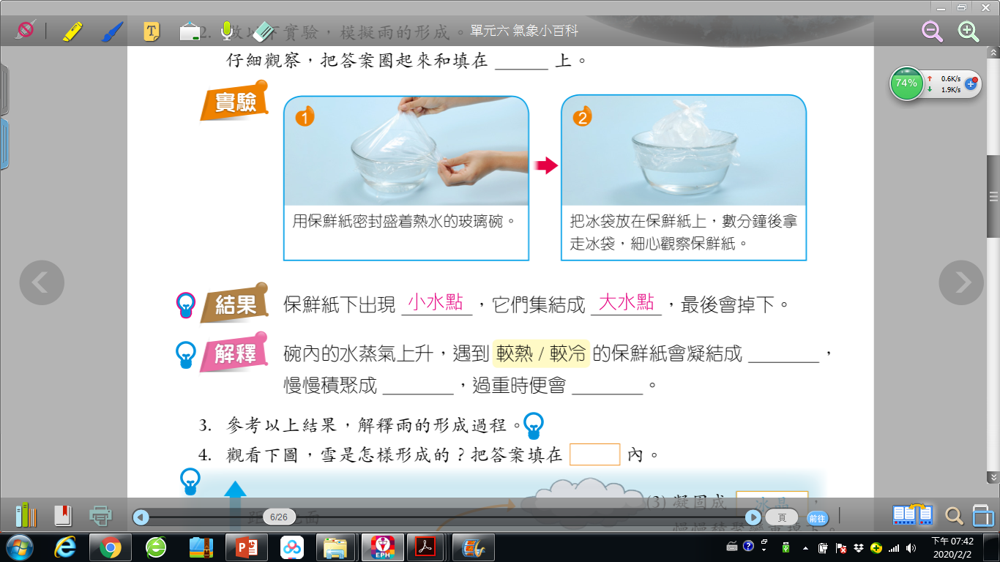 2. 做以下實驗，模擬雨的形成。
單元六 氣象小百科
仔細觀察，把答案圈起來和填在 ______ 上。
74%
0.6K/s
1.9K/s
實驗
1
2
用保鮮紙密封盛着熱水的玻璃碗。
把冰袋放在保鮮紙上，數分鐘後拿
走冰袋，細心觀察保鮮紙。
結果
保鮮紙下出現 小水點 ，它們集結成 大水點 ，最後會掉下。
解釋
碗內的水蒸氣上升，遇到 較熱 / 較冷 的保鮮紙會凝結成 ________ ，
慢慢積聚成 ________ ，過重時便會 ________ 。
3. 參考以上結果，解釋雨的形成過程。
4. 觀看下圖，雪是怎樣形成的？把答案填在 內。
(3) 凝固成 冰晶 ，
地面
6/26
頁
前往
EPH
下午 07:42
2020/2/2